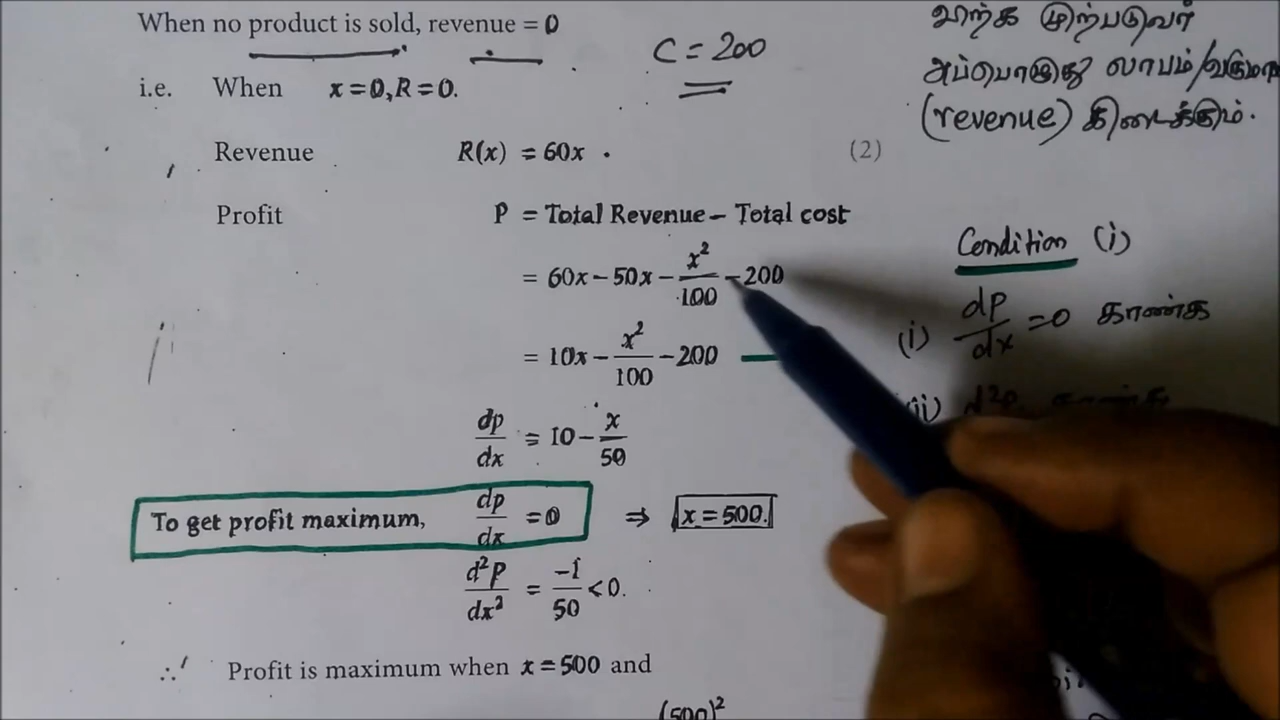 When no product is sold, revenue = 0
C = 200
i.e. When x = 0, R = 0.
Revenue R(x) = 60x . (2)
Profit P = Total Revenue – Total cost
= 60x – 50x – x²/100 – 200
= 10x – x²/100 – 200
dp/dx = 10 – x/50
To get profit maximum, dp/dx = 0 ⇒ x = 500.
d²P/dx² = -1/50 < 0.
∴ Profit is maximum when x = 500 and
(500)²
முற்படுவர்
அப்பொழுது லாபம்/
(revenue) கிடைக்கும்.
Condition (i)
(i) dp/dx = 0 காண்க
(ii)